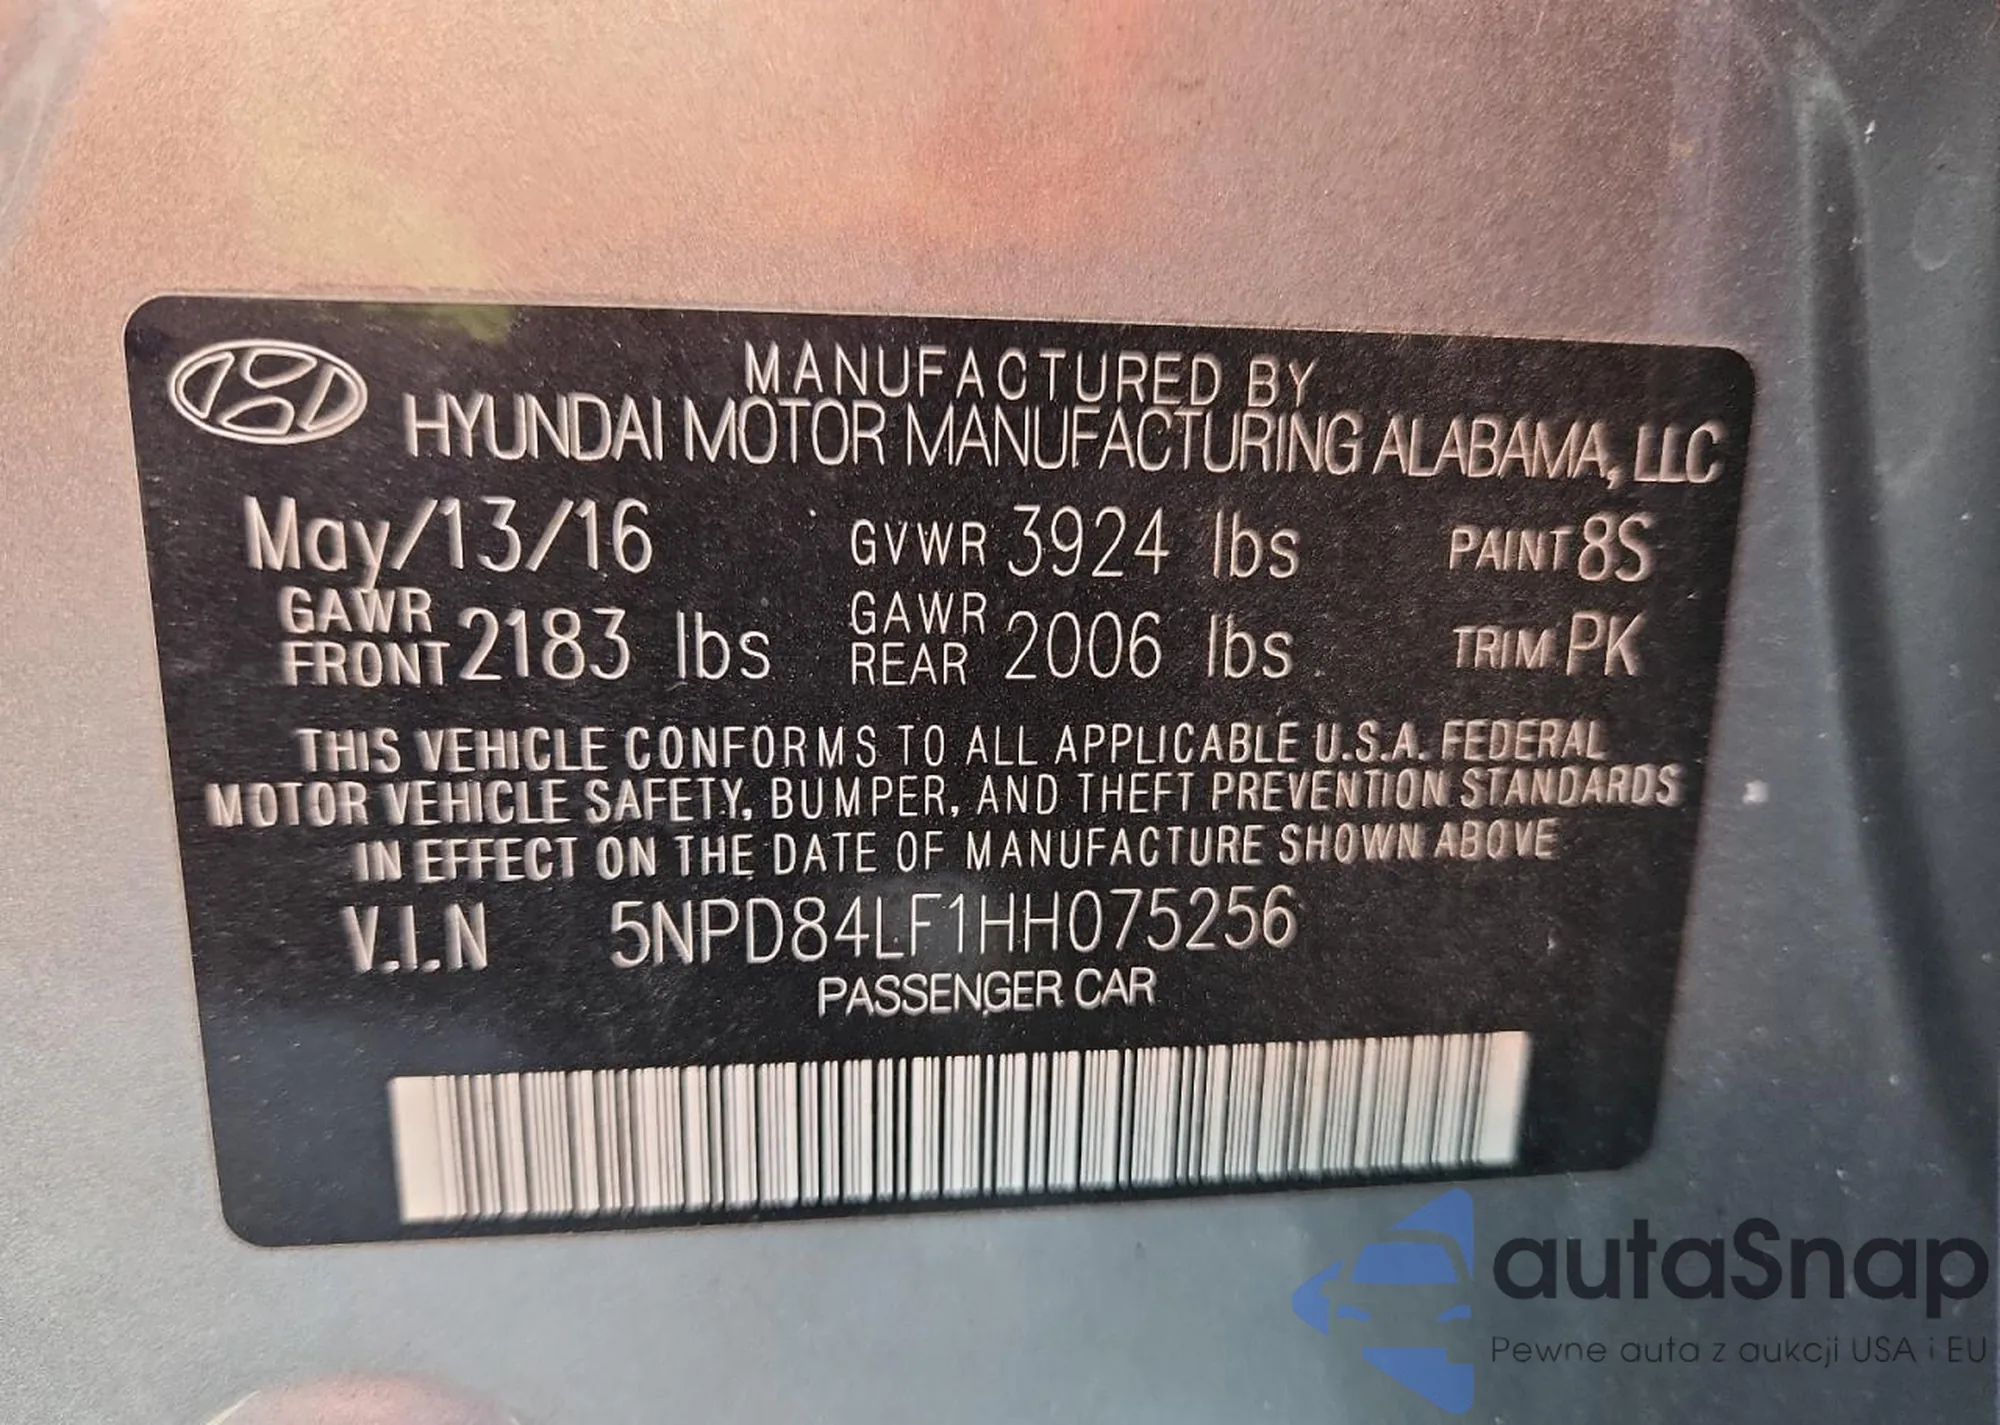 MANUFACTURED BY
HYUNDAI MOTOR MANUFACTURING ALABAMA, LLC
May/13/16 GVWR 3924 lbs PAINT 8S
GAWR FRONT 2183 lbs GAWR REAR 2006 lbs TRIM PK
THIS VEHICLE CONFORMS TO ALL APPLICABLE U.S.A. FEDERAL
MOTOR VEHICLE SAFETY, BUMPER, AND THEFT PREVENTION STANDARDS
IN EFFECT ON THE DATE OF MANUFACTURE SHOWN ABOVE
V.I.N 5NPD84LF1HH075256
PASSENGER CAR
autaSnap
Pewne auta z aukcji USA i EU